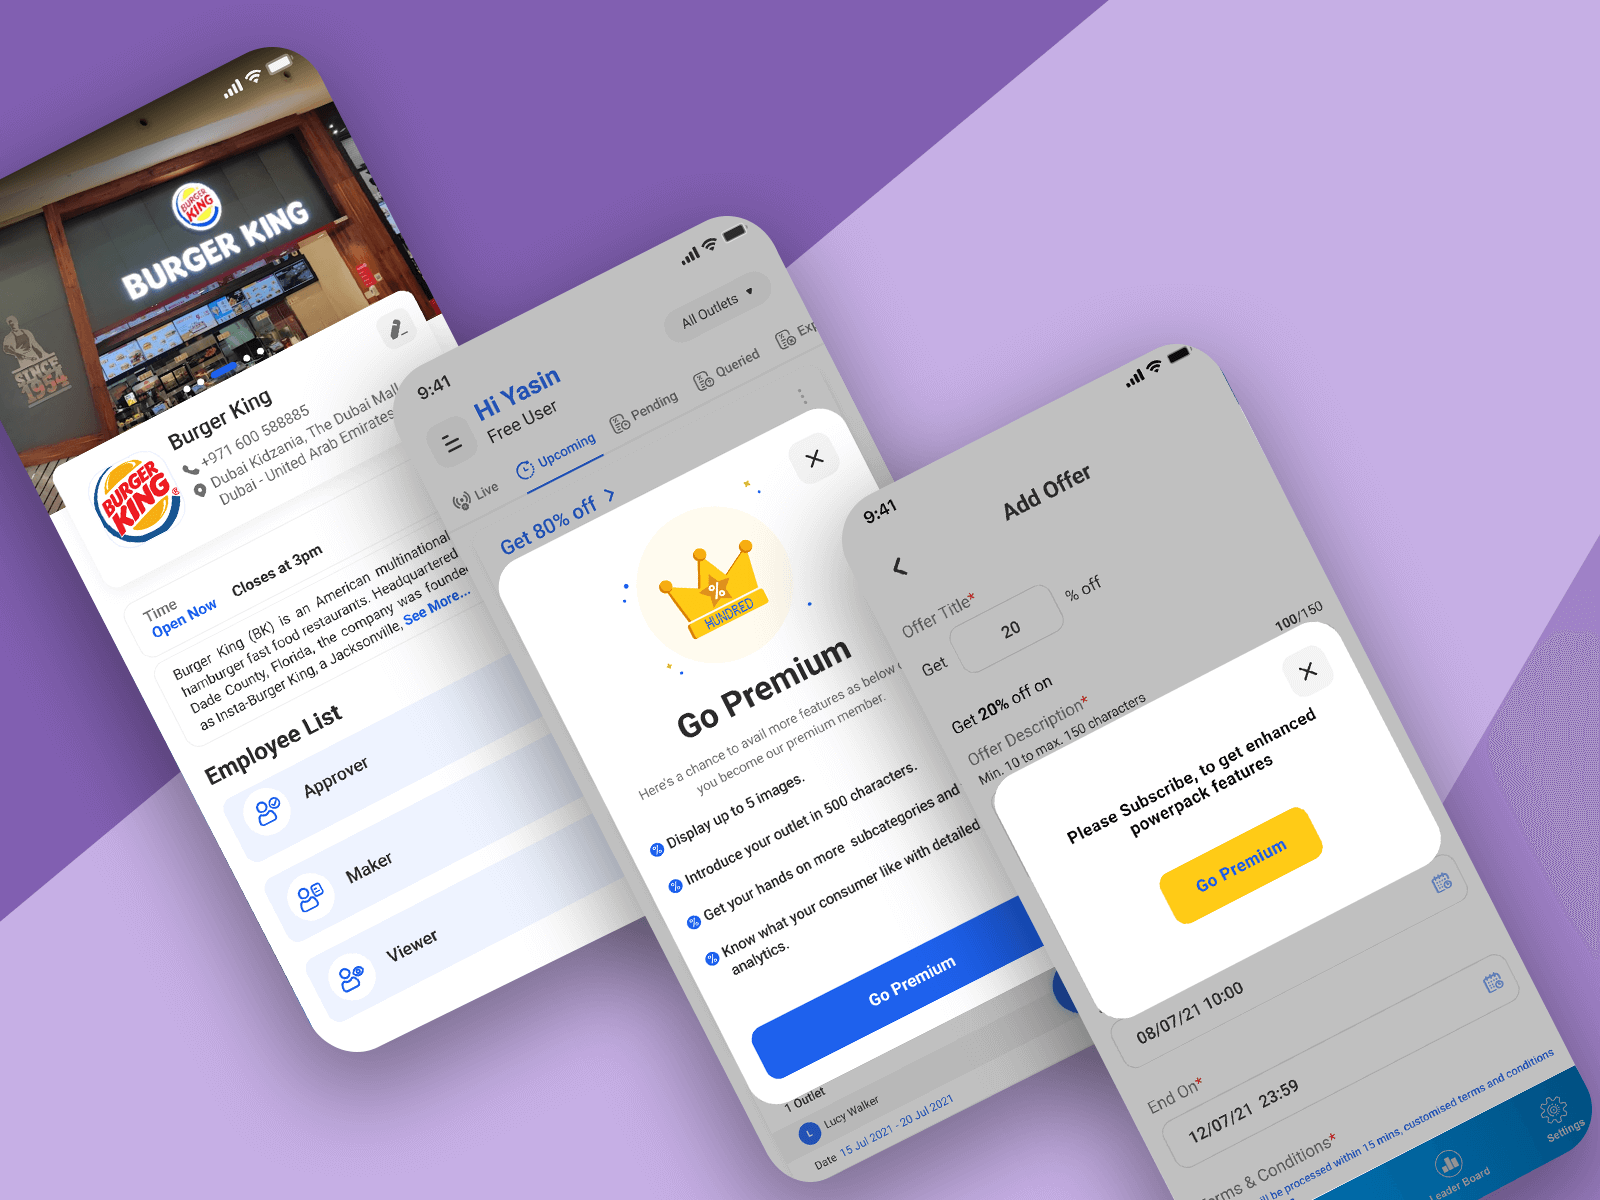 BURGER KING
BURGER KING
SINCE 1954
Burger King
+971 600 588885
Dubai Kidzania, The Dubai Mall
Dubai - United Arab Emirates
BURGER KING
®
Time
Open Now
Closes at 3pm
Burger King (BK) is an American multinational
hamburger fast food restaurants. Headquartered
Dade County, Florida, the company was founded
as Insta-Burger King, a Jacksonville, See More...
Employee List
Approver
Maker
Viewer
9:41
All Outlets
Hi Yasin
Free User
Live
Upcoming
Pending
Queried
Exp
Get 80% off
%
HUNDRED
Go Premium
Here's a chance to avail more features as below
you become our premium member.
% Display up to 5 images.
% Introduce your outlet in 500 characters.
% Get your hands on more subcategories and
% Know what your consumer like with detailed
analytics.
Go Premium
1 Outlet
L Lucy Walker
Date 15 Jul 2021 - 20 Jul 2021
9:41
Add Offer
Offer Title*
Get 20 % off
100/150
Get 20% off on
Offer Description*
Min. 10 to max. 150 characters
Please Subscribe, to get enhanced
powerpack features
Go Premium
08/07/21 10:00
End On*
12/07/21 23:59
erms & Conditions*
ill be processed within 15 mins, customised terms and conditions
Leader Board
Settings